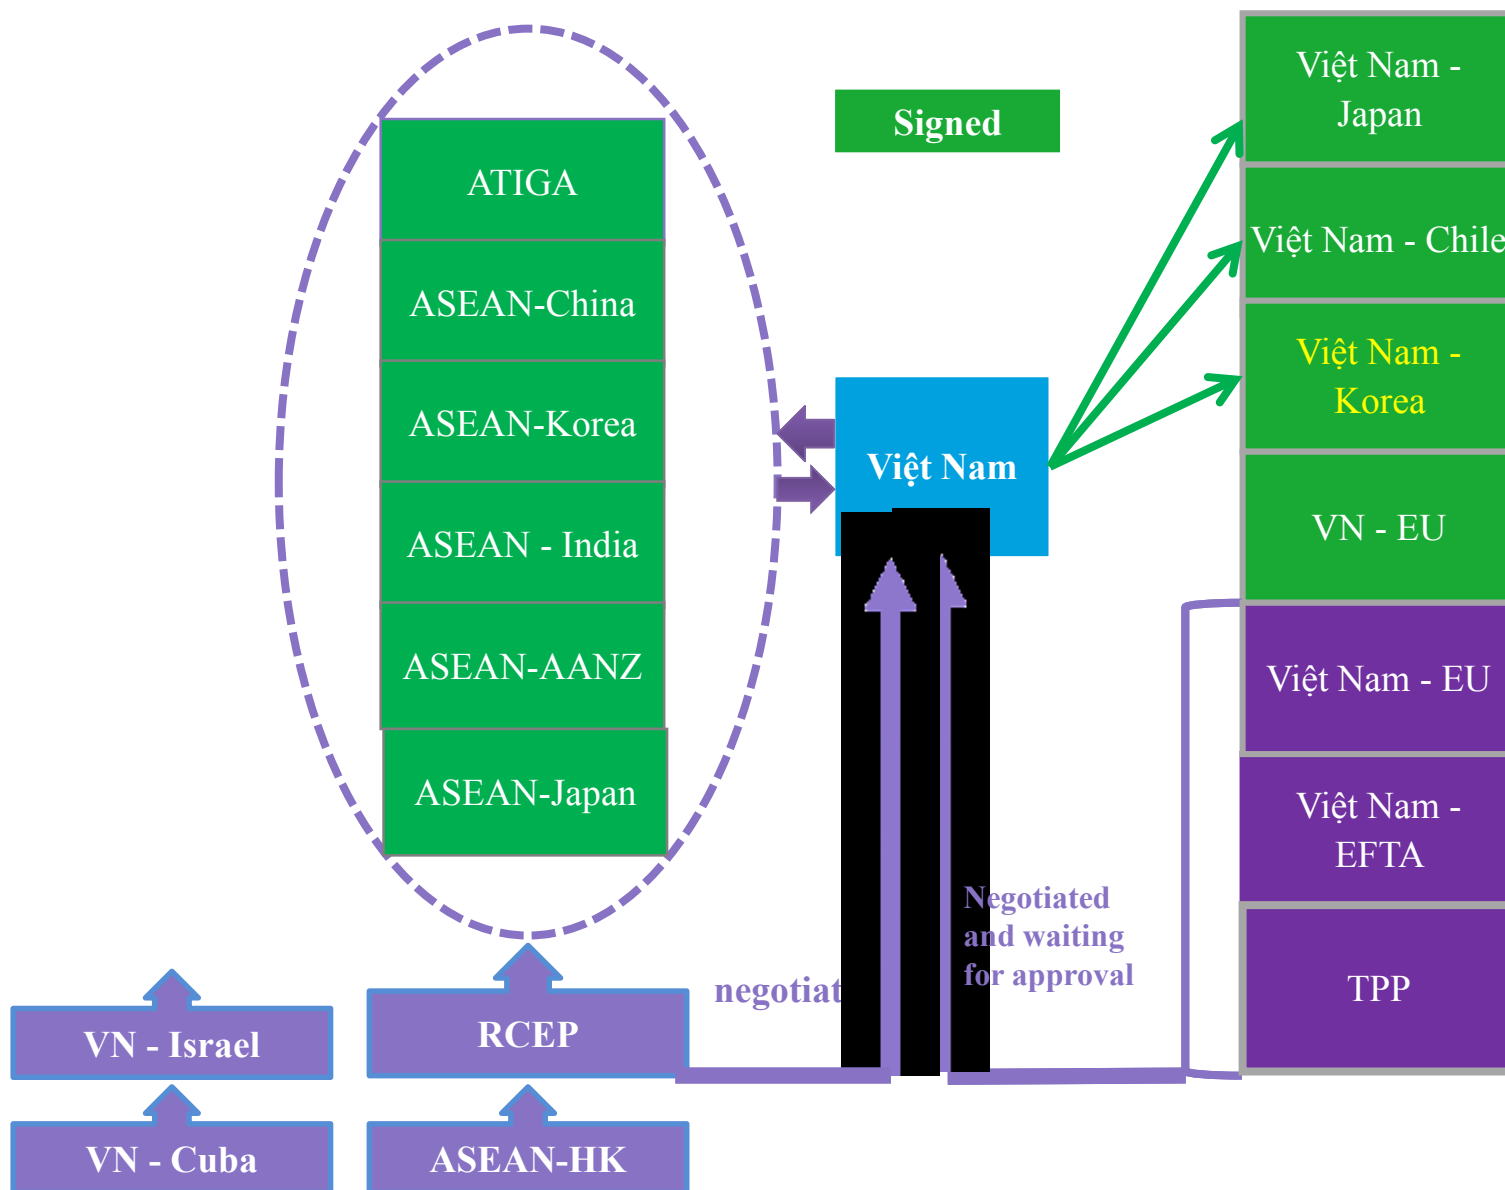 Signed
ATIGA
ASEAN-China
ASEAN-Korea
ASEAN - India
ASEAN-AANZ
ASEAN-Japan
Việt Nam
Việt Nam -
Japan
Việt Nam - Chile
Việt Nam -
Korea
VN - EU
Việt Nam - EU
Việt Nam -
EFTA
TPP
Negotiated
and waiting
for approval
negotiat
VN - Israel
RCEP
VN - Cuba
ASEAN-HK